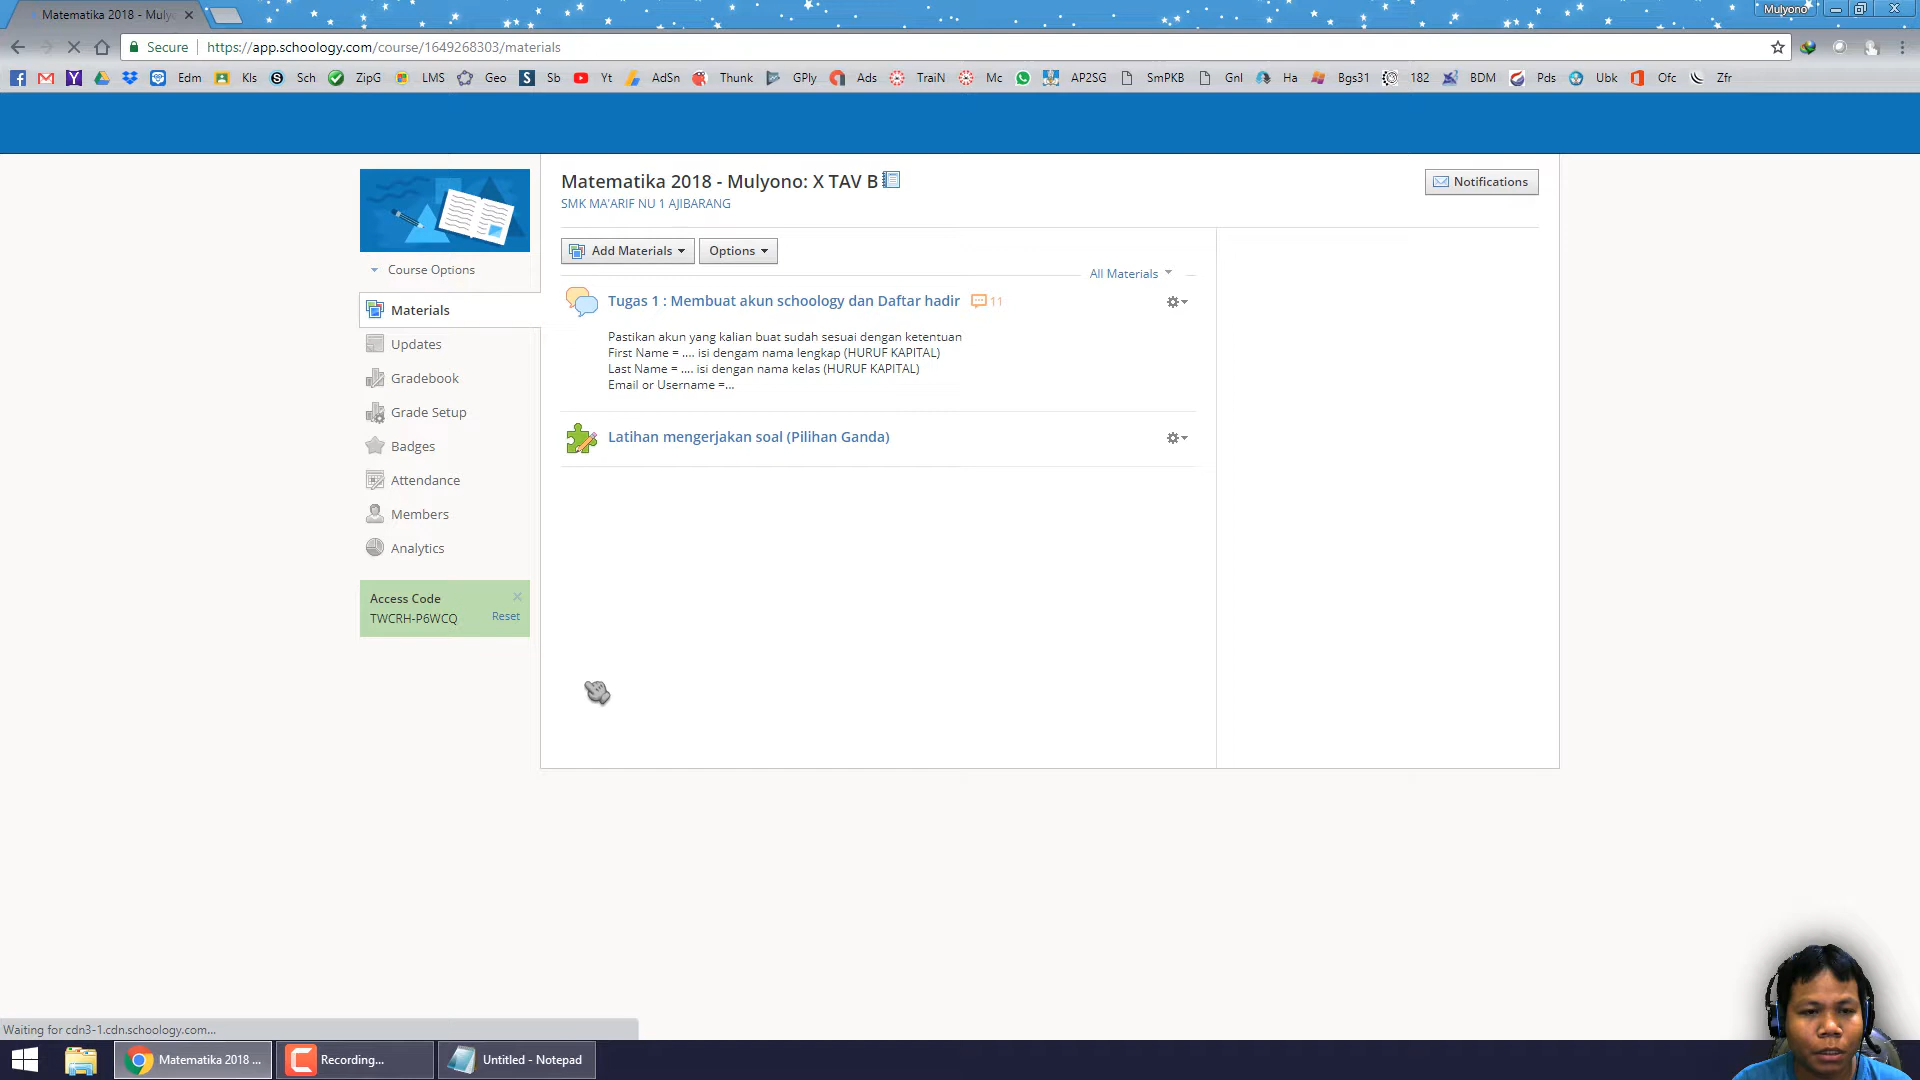 Matematika 2018 - Muly
Mulyono
Secure
https://app.schoology.com/course/1649268303/materials
Edm Kls Sch ZipG LMS Geo Sb Yt AdSn Thunk GPly Ads TraiN Mc AP2SG SmPKB Gnl Ha Bgs31 182 BDM Pds Ubk Ofc Zfr
Matematika 2018 - Mulyono: X TAV B
Notifications
SMK MA'ARIF NU 1 AJIBARANG
Add Materials
Options
Course Options
All Materials
Materials
Updates
Gradebook
Grade Setup
Badges
Attendance
Members
Analytics
Access Code
TWCRH-P6WCQ
Reset
Tugas 1 : Membuat akun schoology dan Daftar hadir
11
Pastikan akun yang kalian buat sudah sesuai dengan ketentuan
First Name = .... isi dengam nama lengkap (HURUF KAPITAL)
Last Name = .... isi dengan nama kelas (HURUF KAPITAL)
Email or Username =...
Latihan mengerjakan soal (Pilihan Ganda)
Waiting for cdn3-1.cdn.schoology.com...
Matematika 2018 ...
Recording...
Untitled - Notepad